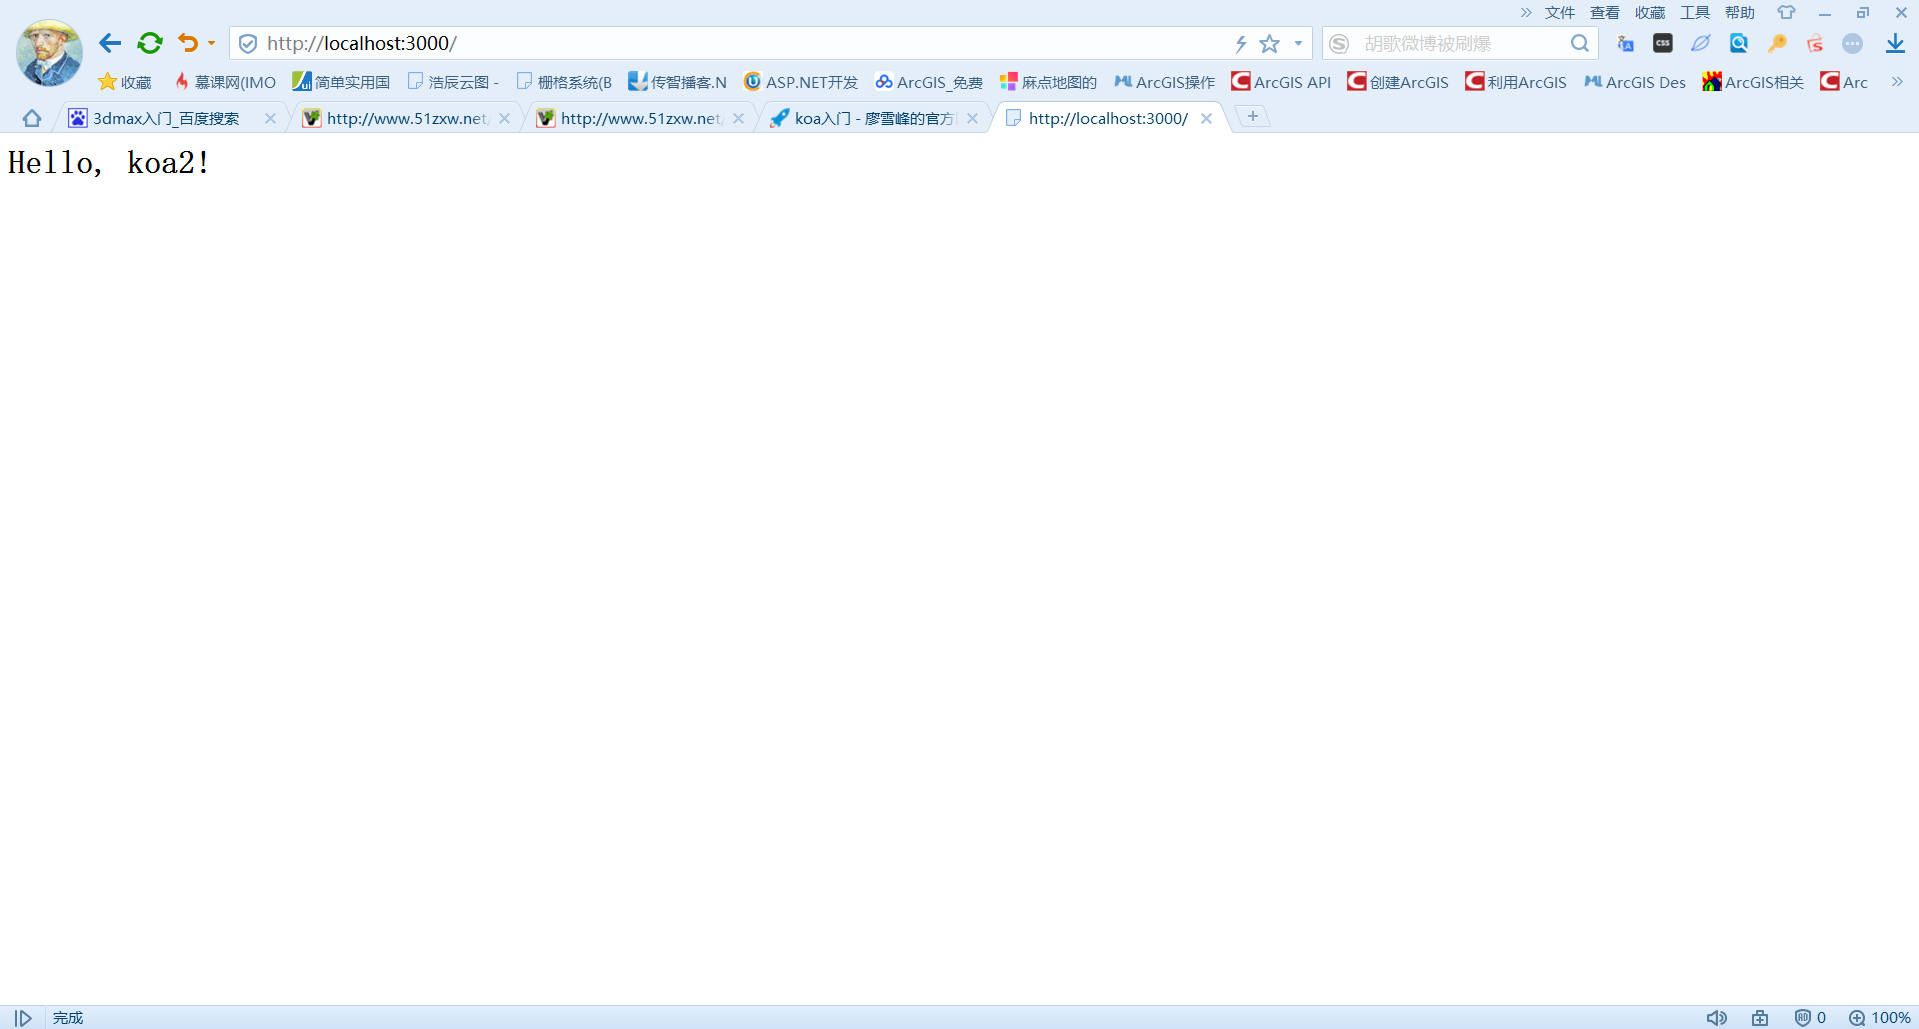 文件 查看 收藏 工具 帮助
http://localhost:3000/
胡歌微博被刷爆
CSS
收藏 慕课网(IMO 简单实用国 浩辰云图 - 栅格系统(B 传智播客.N ASP.NET开发 ArcGIS_免费 麻点地图的 ArcGIS操作 ArcGIS API 创建ArcGIS 利用ArcGIS ArcGIS Des ArcGIS相关 Arc
3dmax入门_百度搜索 http://www.51zxw.net/ http://www.51zxw.net/ koa入门 - 廖雪峰的官方 http://localhost:3000/
Hello, koa2!
完成 0 100%